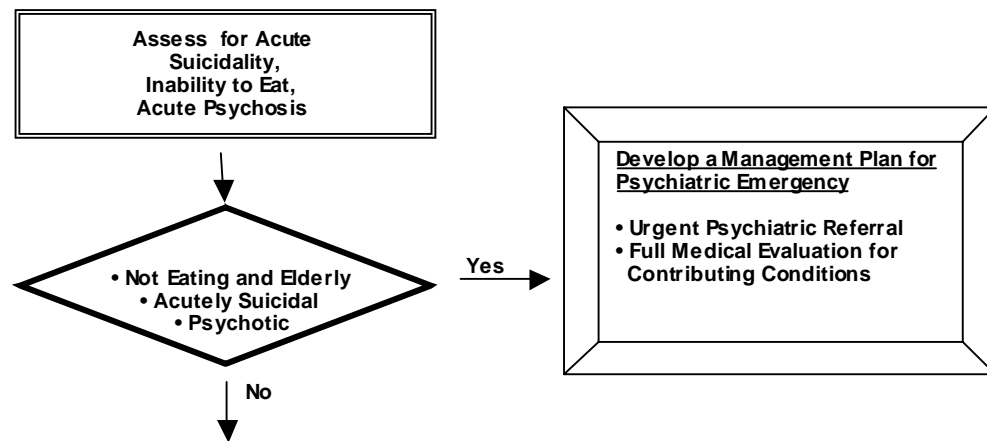 Assess for Acute
Suicidality,
Inability to Eat,
Acute Psychosis
Develop a Management Plan for
Psychiatric Emergency
• Urgent Psychiatric Referral
• Full Medical Evaluation for
Contributing Conditions
• Not Eating and Elderly
• Acutely Suicidal
• Psychotic
Yes
No